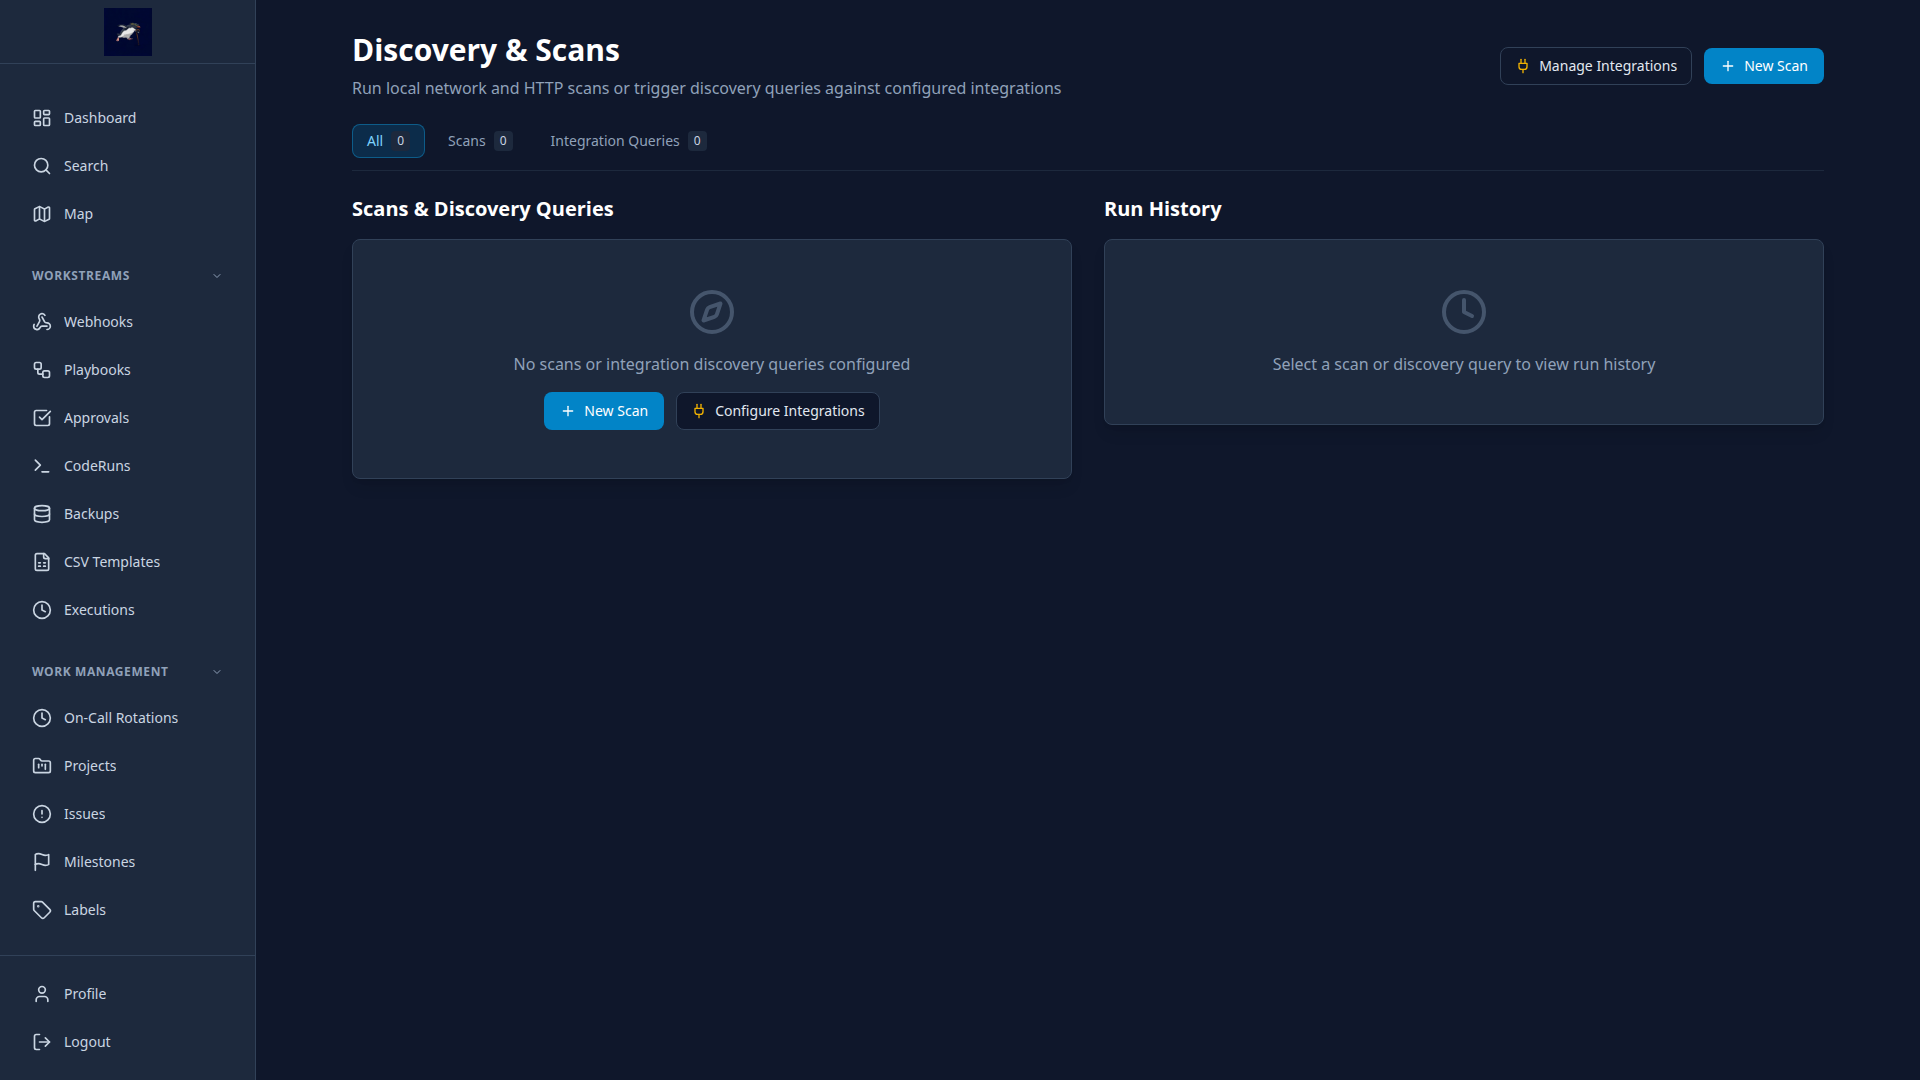 Dashboard
Search
Map
WORKSTREAMS
Webhooks
Playbooks
Approvals
CodeRuns
Backups
CSV Templates
Executions
WORK MANAGEMENT
On-Call Rotations
Projects
Issues
Milestones
Labels
Profile
Logout
Discovery & Scans
Run local network and HTTP scans or trigger discovery queries against configured integrations
Manage Integrations
New Scan
All 0
Scans 0
Integration Queries 0
Scans & Discovery Queries
No scans or integration discovery queries configured
New Scan
Configure Integrations
Run History
Select a scan or discovery query to view run history